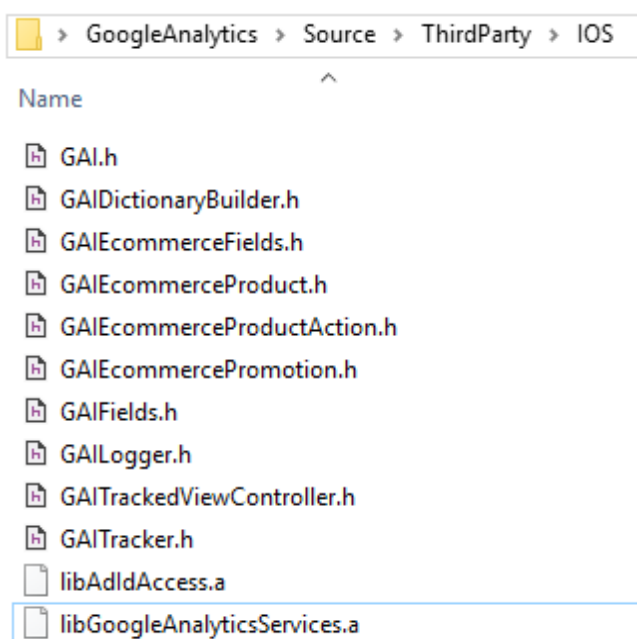 GoogleAnalytics > Source > ThirdParty > IOS
Name
GAI.h
GAIDictionaryBuilder.h
GAIEcommerceFields.h
GAIEcommerceProduct.h
GAIEcommerceProductAction.h
GAIEcommercePromotion.h
GAIFields.h
GAILogger.h
GAITrackedViewController.h
GAITracker.h
libAdIdAccess.a
libGoogleAnalyticsServices.a